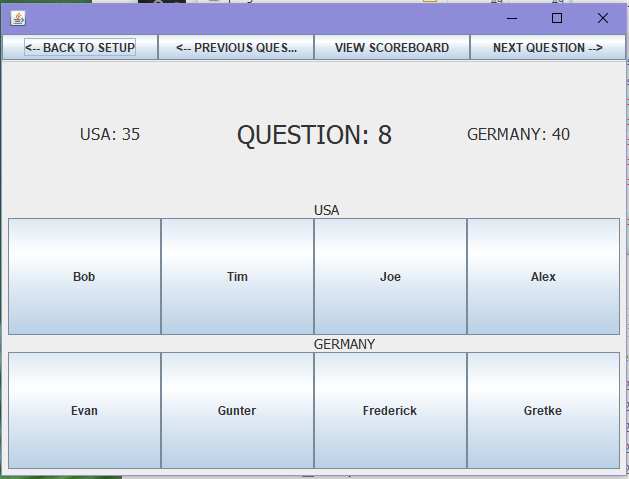 <-- BACK TO SETUP <-- PREVIOUS QUES... VIEW SCOREBOARD NEXT QUESTION -->
USA: 35 QUESTION: 8 GERMANY: 40
USA
Bob Tim Joe Alex
GERMANY
Evan Gunter Frederick Gretke